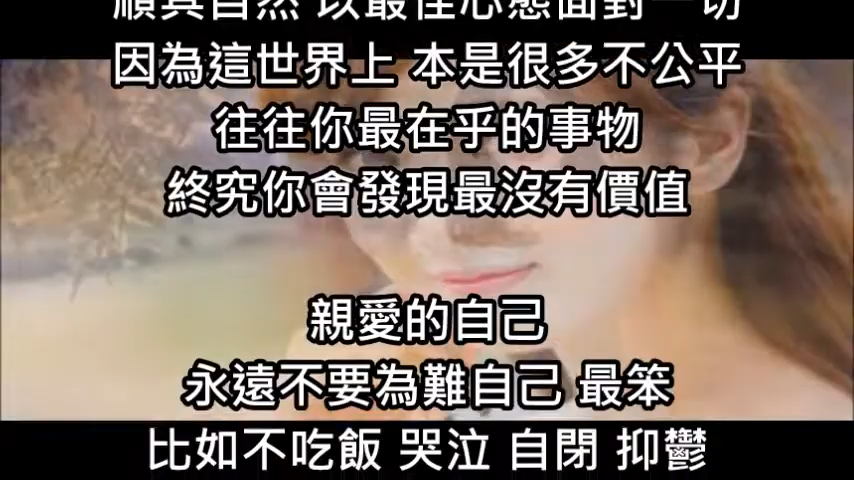 順其自然 以最佳心態面對一切
因為這世界上 本是很多不公平
往往你最在乎的事物
終究你會發現最沒有價值
親愛的自己
永遠不要為難自己 最笨
比如不吃飯 哭泣 自閉 抑鬱